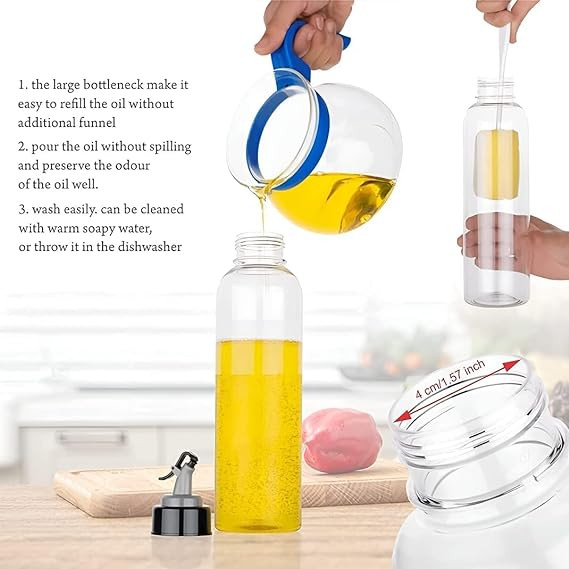 1. the large bottleneck make it
easy to refill the oil without
additional funnel
2. pour the oil without spilling
and preserve the odour
of the oil well.
3. wash easily. can be cleaned
with warm soapy water,
or throw it in the dishwasher
4 cm/1.57 inch